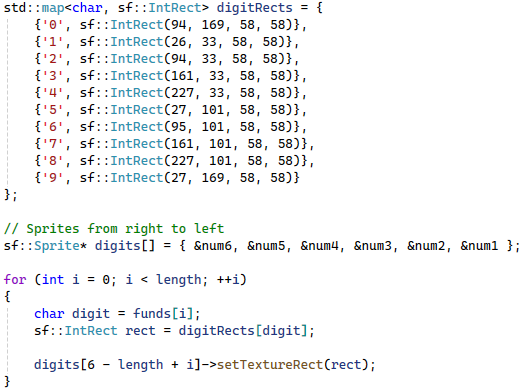 std::map<char, sf::IntRect> digitRects = {
    {'0', sf::IntRect(94, 169, 58, 58)},
    {'1', sf::IntRect(26, 33, 58, 58)},
    {'2', sf::IntRect(94, 33, 58, 58)},
    {'3', sf::IntRect(161, 33, 58, 58)},
    {'4', sf::IntRect(227, 33, 58, 58)},
    {'5', sf::IntRect(27, 101, 58, 58)},
    {'6', sf::IntRect(95, 101, 58, 58)},
    {'7', sf::IntRect(161, 101, 58, 58)},
    {'8', sf::IntRect(227, 101, 58, 58)},
    {'9', sf::IntRect(27, 169, 58, 58)}
};
// Sprites from right to left
sf::Sprite* digits[] = { &num6, &num5, &num4, &num3, &num2, &num1 };
for (int i = 0; i < length; ++i)
{
    char digit = funds[i];
    sf::IntRect rect = digitRects[digit];
    digits[6 - length + i]->setTextureRect(rect);
}